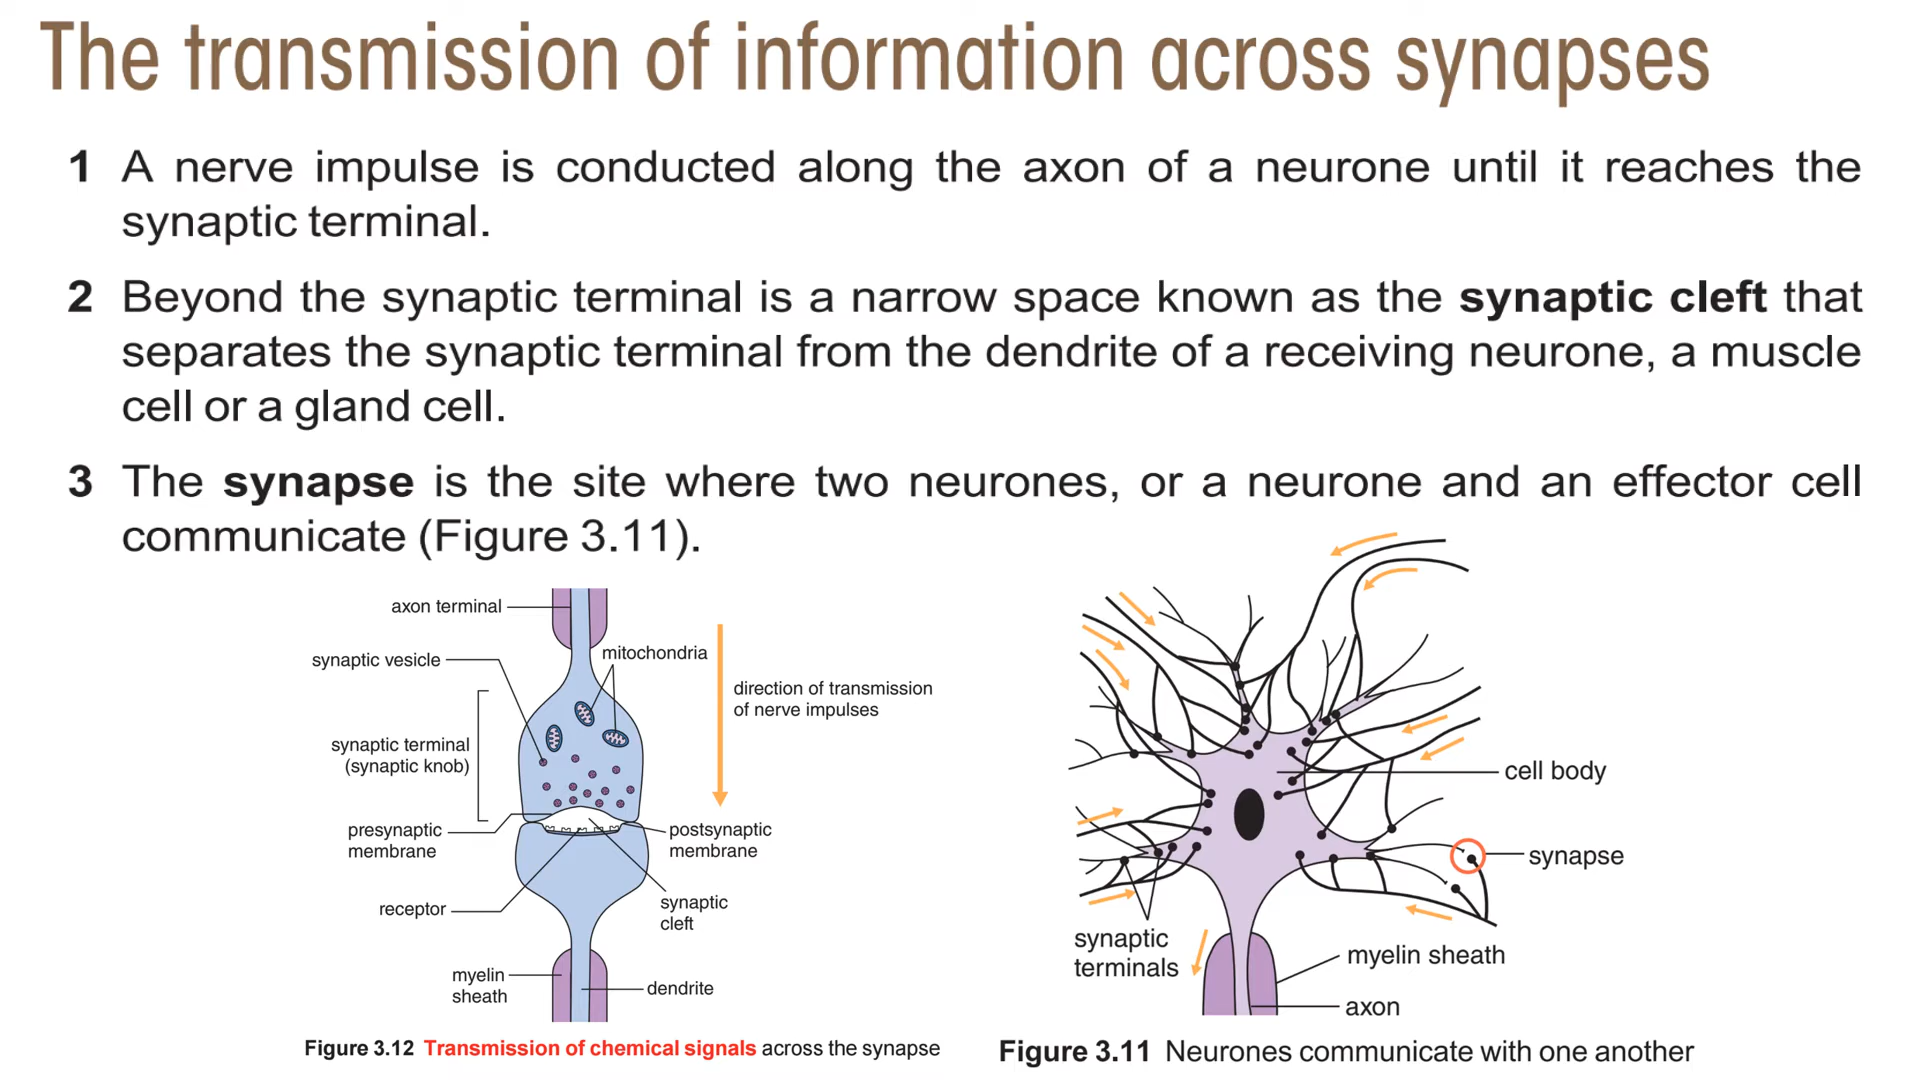 The transmission of information across synapses
1 A nerve impulse is conducted along the axon of a neurone until it reaches the
synaptic terminal.
2 Beyond the synaptic terminal is a narrow space known as the synaptic cleft that
separates the synaptic terminal from the dendrite of a receiving neurone, a muscle
cell or a gland cell.
3 The synapse is the site where two neurones, or a neurone and an effector cell
communicate (Figure 3.11).
axon terminal
synaptic vesicle
mitochondria
direction of transmission
of nerve impulses
synaptic terminal
(synaptic knob)
presynaptic
membrane
postsynaptic
membrane
receptor
synaptic
cleft
myelin
sheath
dendrite
Figure 3.12 Transmission of chemical signals across the synapse
cell body
synapse
synaptic
terminals
myelin sheath
axon
Figure 3.11 Neurones communicate with one another